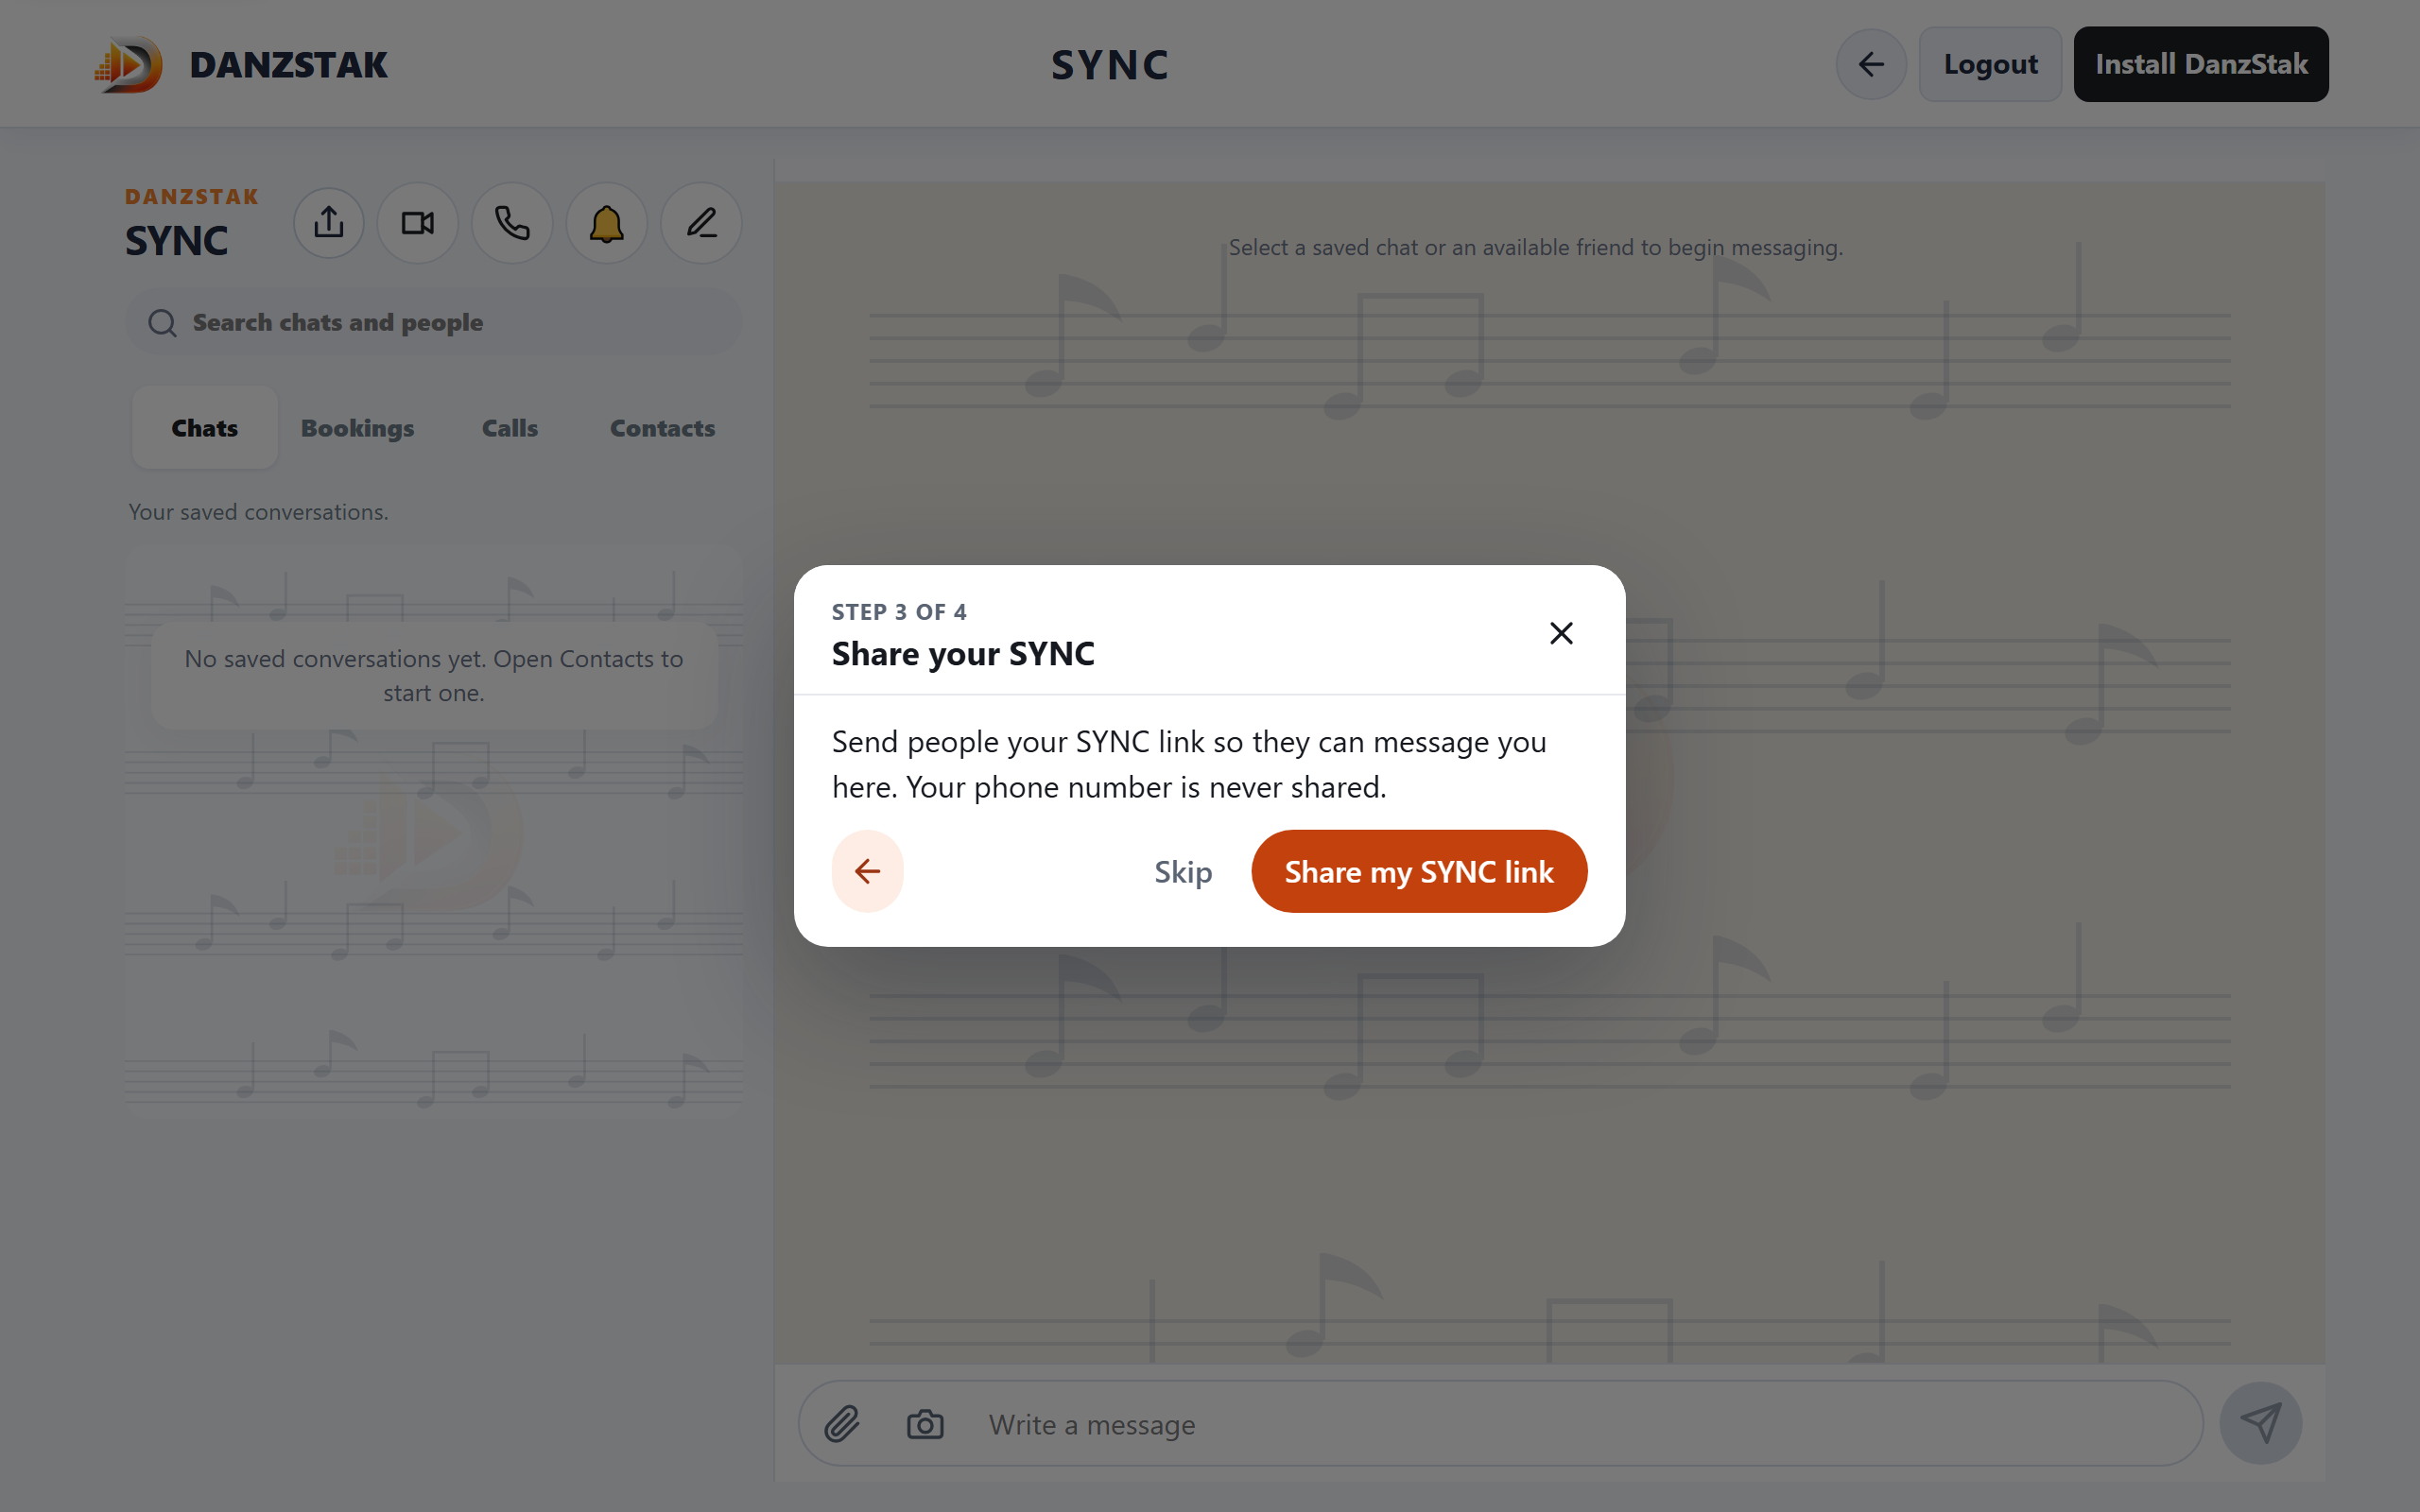 DANZSTAK
SYNC
Logout
Install DanzStak
DANZSTAK
SYNC
Search chats and people
Chats
Bookings
Calls
Contacts
Your saved conversations.
No saved conversations yet. Open Contacts to
start one.
Select a saved chat or an available friend to begin messaging.
STEP 3 OF 4
Share your SYNC
Send people your SYNC link so they can message you
here. Your phone number is never shared.
Skip
Share my SYNC link
Write a message